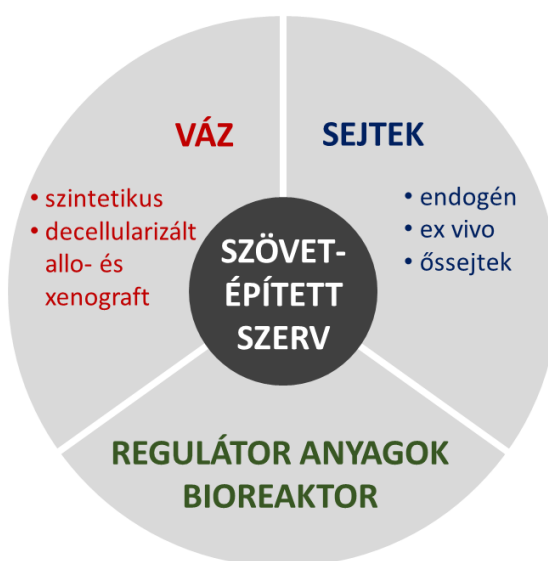 VÁZ
• szintetikus
• decellularizált
allo- és
xenograft
SEJTEK
• endogén
• ex vivo
• őssejtek
SZÖVET-
ÉPÍTETT
SZERV
REGULÁTOR ANYAGOK
BIOREAKTOR